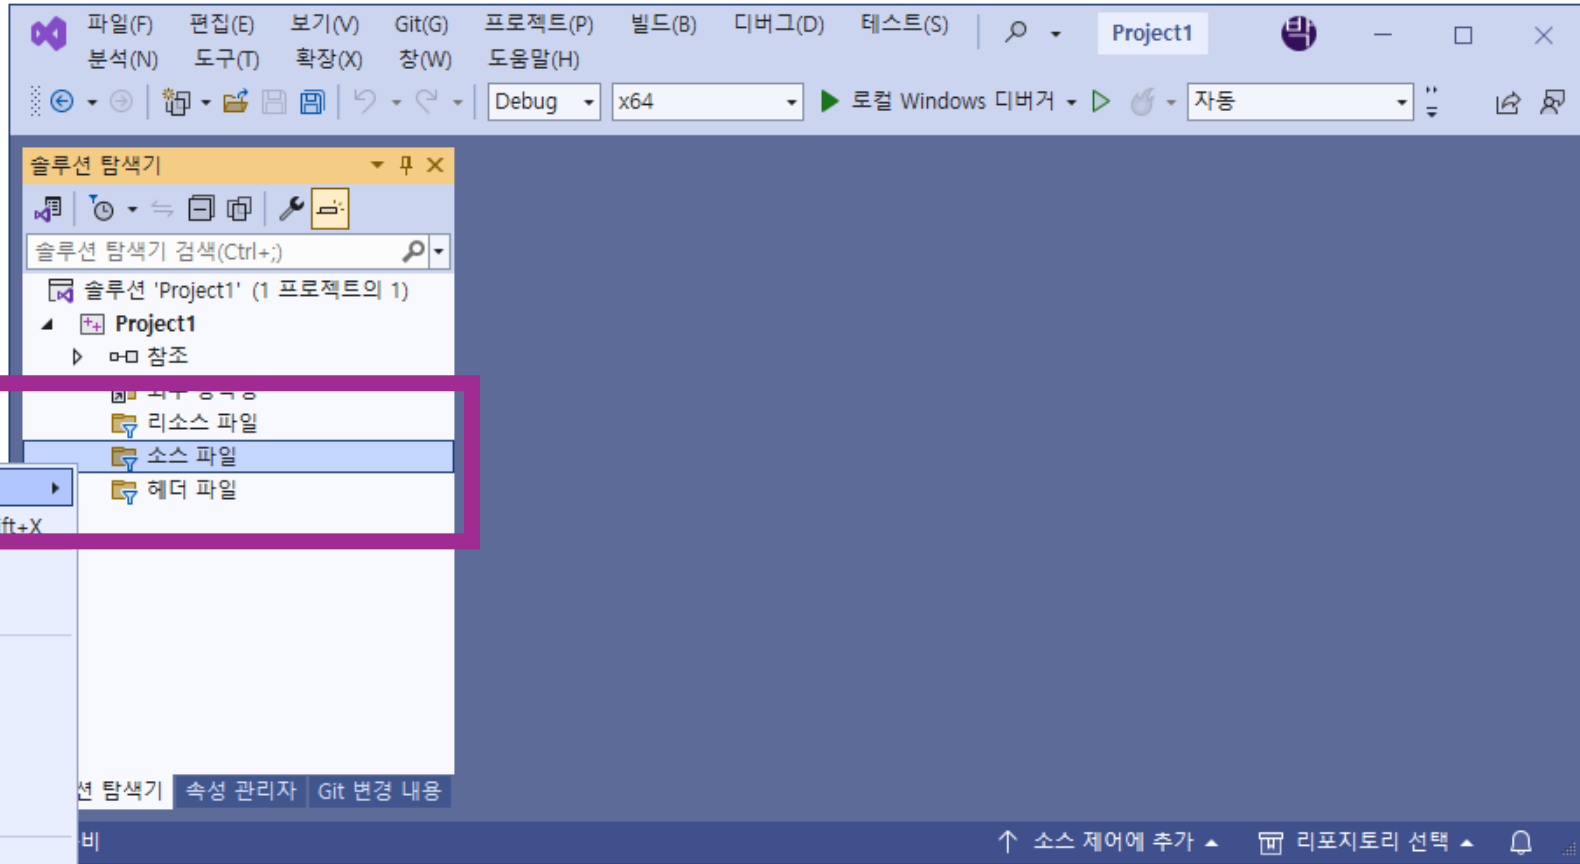 파일(F) 편집(E) 보기(V) Git(G) 프로젝트(P) 빌드(B) 디버그(D) 테스트(S) Project1 박
분석(N) 도구(T) 확장(X) 창(W) 도움말(H)
Debug x64 로컬 Windows 디버거 자동
솔루션 탐색기
솔루션 탐색기 검색(Ctrl+;)
솔루션 'Project1' (1 프로젝트의 1)
Project1
참조
리소스 파일
소스 파일
헤더 파일
ift+X
션 탐색기 속성 관리자 Git 변경 내용
비 소스 제어에 추가 리포지토리 선택